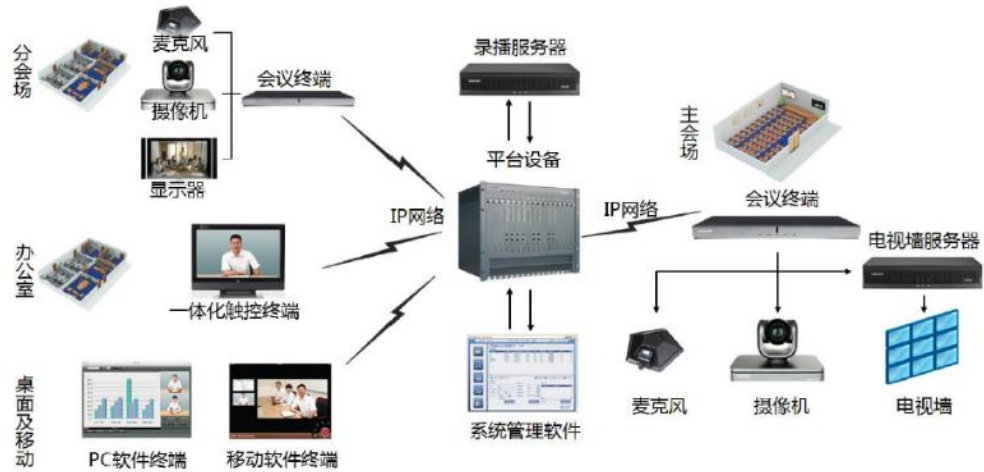 分会场
麦克风
摄像机
显示器
会议终端
录播服务器
平台设备
主会场
会议终端
IP网络
IP网络
电视墙服务器
办公室
一体化触控终端
麦克风
摄像机
电视墙
系统管理软件
桌面及移动
PC软件终端
移动软件终端